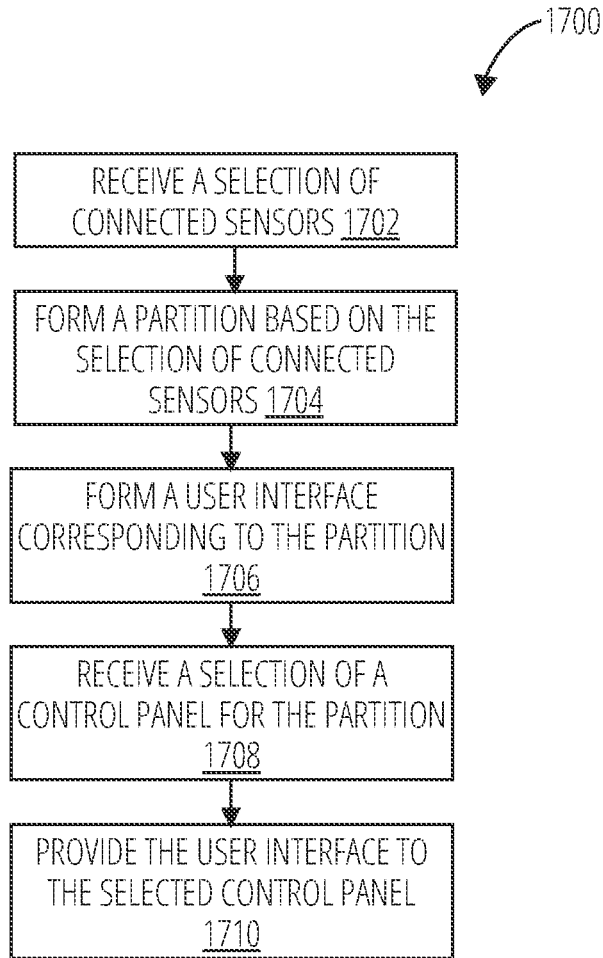 1700
RECEIVE A SELECTION OF
CONNECTED SENSORS 1702
FORM A PARTITION BASED ON THE
SELECTION OF CONNECTED
SENSORS 1704
FORM A USER INTERFACE
CORRESPONDING TO THE PARTITION
1706
RECEIVE A SELECTION OF A
CONTROL PANEL FOR THE PARTITION
1708
PROVIDE THE USER INTERFACE TO
THE SELECTED CONTROL PANEL
1710